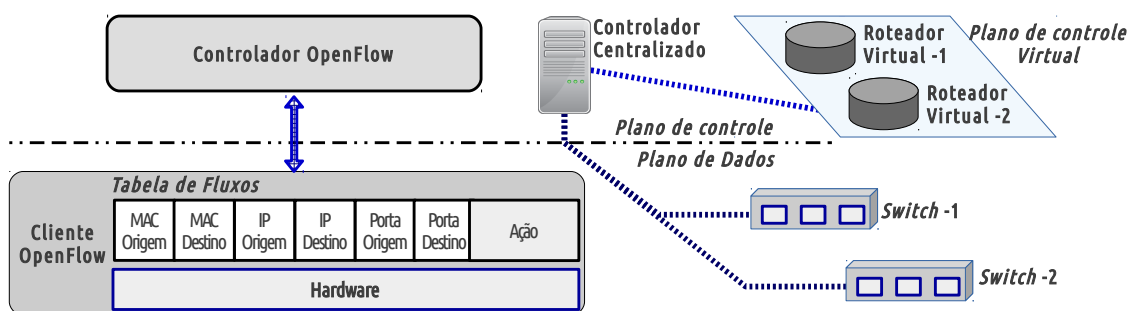 Controlador OpenFlow
Controlador
Centralizado
Roteador
Virtual -1
Plano de controle
Virtual
Roteador
Virtual -2
Plano de controle
Plano de Dados
Tabela de Fluxos
Cliente
OpenFlow
MAC
Origem
MAC
Destino
IP
Origem
IP
Destino
Porta
Origem
Porta
Destino
Ação
Hardware
Switch -1
Switch -2